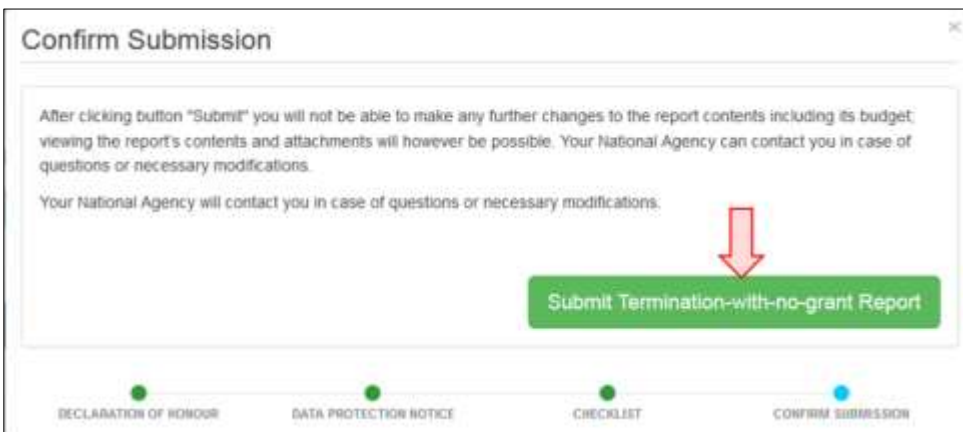 Confirm Submission
After clicking button "Submit" you will not be able to make any further changes to the report contents including its budget;
viewing the report's contents and attachments will however be possible. Your National Agency can contact you in case of
questions or necessary modifications.
Your National Agency will contact you in case of questions or necessary modifications.
Submit Termination-with-no-grant Report
DECLARATION OF HONOUR DATA PROTECTION NOTICE CHECKLIST CONFIRM SUBMISSION